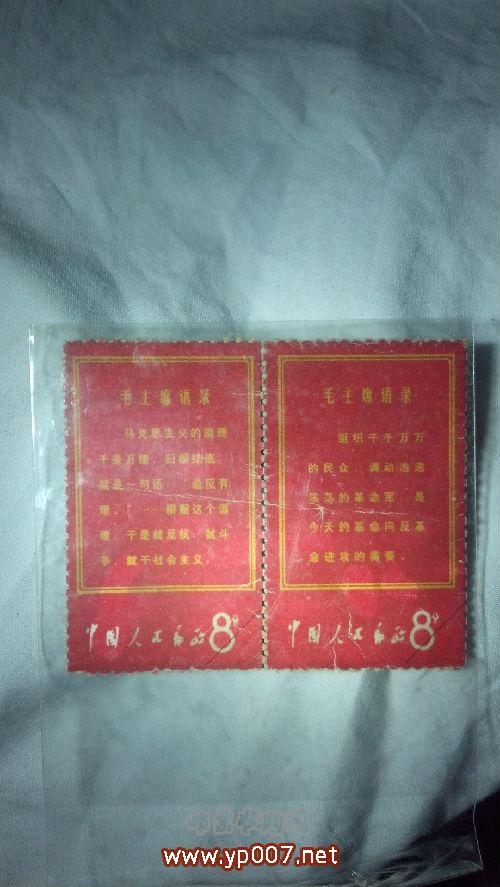 毛主席语录
马克思主义的道理
千条万绪，归根结底，
就是一句话：造反有
理。……根据这个道
理，于是就反抗，就斗
争，就干社会主义。
中国人民邮政 8分
毛主席语录
组织千千万万
的民众，调动浩浩
荡荡的革命军，是
今天的革命向反革
命进攻的需要。
中国人民邮政 8分
www.yp007.net